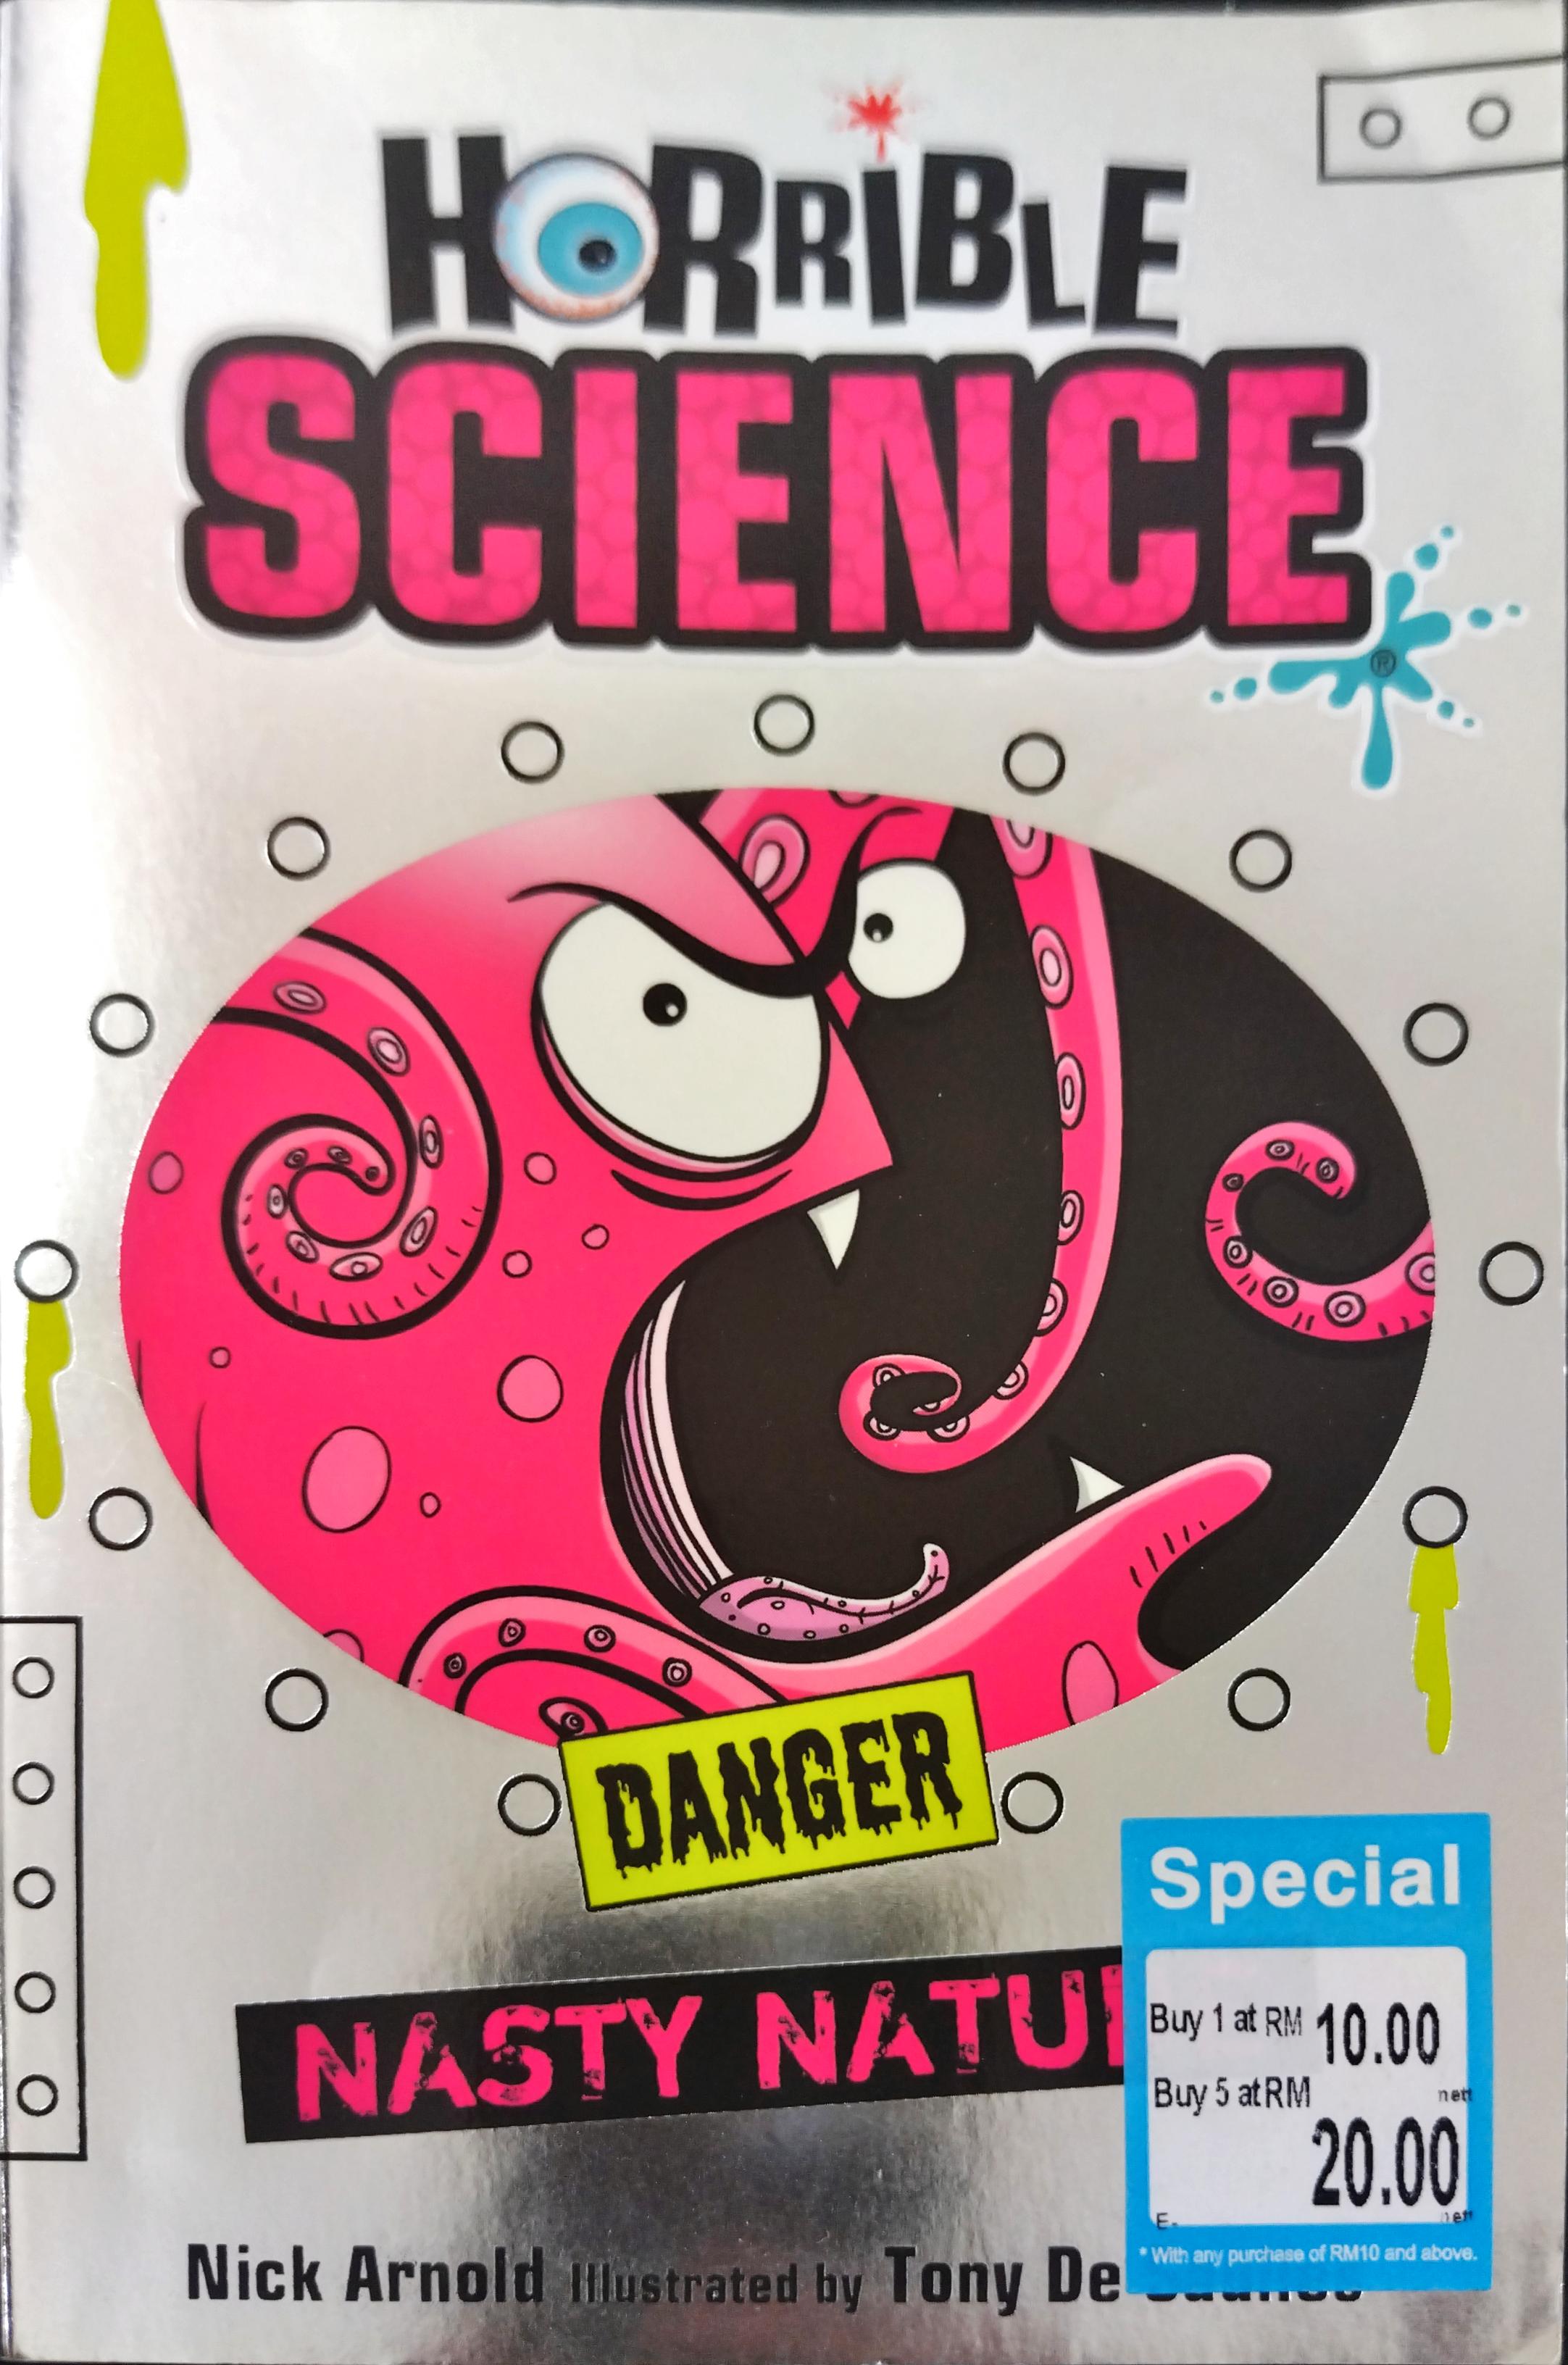 HORRIBLE
SCIENCE
®
DANGER
NASTY NATU
Special
Buy 1 at RM 10.00
Buy 5 at RM nett
20.00
E- nett
* With any purchase of RM10 and above.
Nick Arnold Illustrated by Tony De